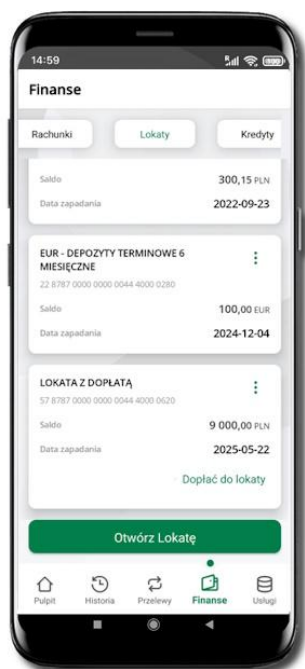 14:59
Finanse
Rachunki
Lokaty
Kredyty
Saldo
300,15 PLN
Data zapadania
2022-09-23
EUR - DEPOZYTY TERMINOWE 6
MIESIĘCZNE
22 8787 0000 0000 0044 4000 0280
Saldo
100,00 EUR
Data zapadania
2024-12-04
LOKATA Z DOPŁATĄ
57 8787 0000 0000 0044 4000 0620
Saldo
9 000,00 PLN
Data zapadania
2025-05-22
Dopłać do lokaty
Otwórz Lokatę
Pulpit
Historia
Przelewy
Finanse
Usługi